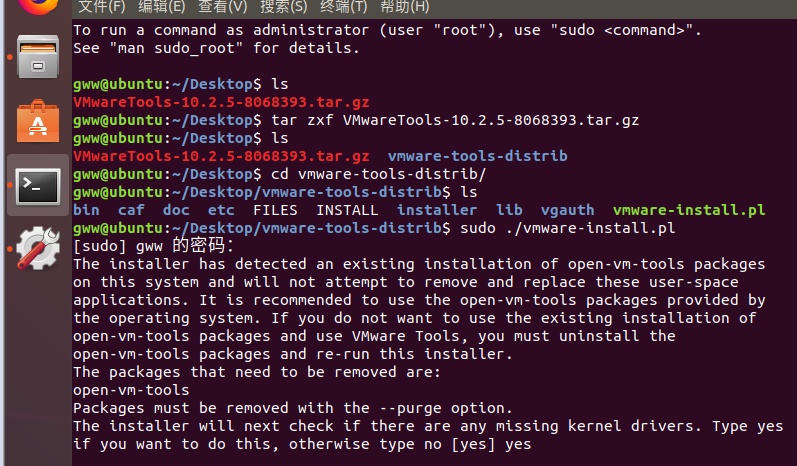 文件(F) 编辑(E) 查看(V) 搜索(S) 终端(T) 帮助(H)
To run a command as administrator (user "root"), use "sudo <command>".
See "man sudo_root" for details.
gww@ubuntu:~/Desktop$ ls
VMwareTools-10.2.5-8068393.tar.gz
gww@ubuntu:~/Desktop$ tar zxf VMwareTools-10.2.5-8068393.tar.gz
gww@ubuntu:~/Desktop$ ls
VMwareTools-10.2.5-8068393.tar.gz vmware-tools-distrib
gww@ubuntu:~/Desktop$ cd vmware-tools-distrib/
gww@ubuntu:~/Desktop/vmware-tools-distrib$ ls
bin caf doc etc FILES INSTALL installer lib vgauth vmware-install.pl
gww@ubuntu:~/Desktop/vmware-tools-distrib$ sudo ./vmware-install.pl
[sudo] gww 的密码：
The installer has detected an existing installation of open-vm-tools packages
on this system and will not attempt to remove and replace these user-space
applications. It is recommended to use the open-vm-tools packages provided by
the operating system. If you do not want to use the existing installation of
open-vm-tools packages and use VMware Tools, you must uninstall the
open-vm-tools packages and re-run this installer.
The packages that need to be removed are:
open-vm-tools
Packages must be removed with the --purge option.
The installer will next check if there are any missing kernel drivers. Type yes
if you want to do this, otherwise type no [yes] yes